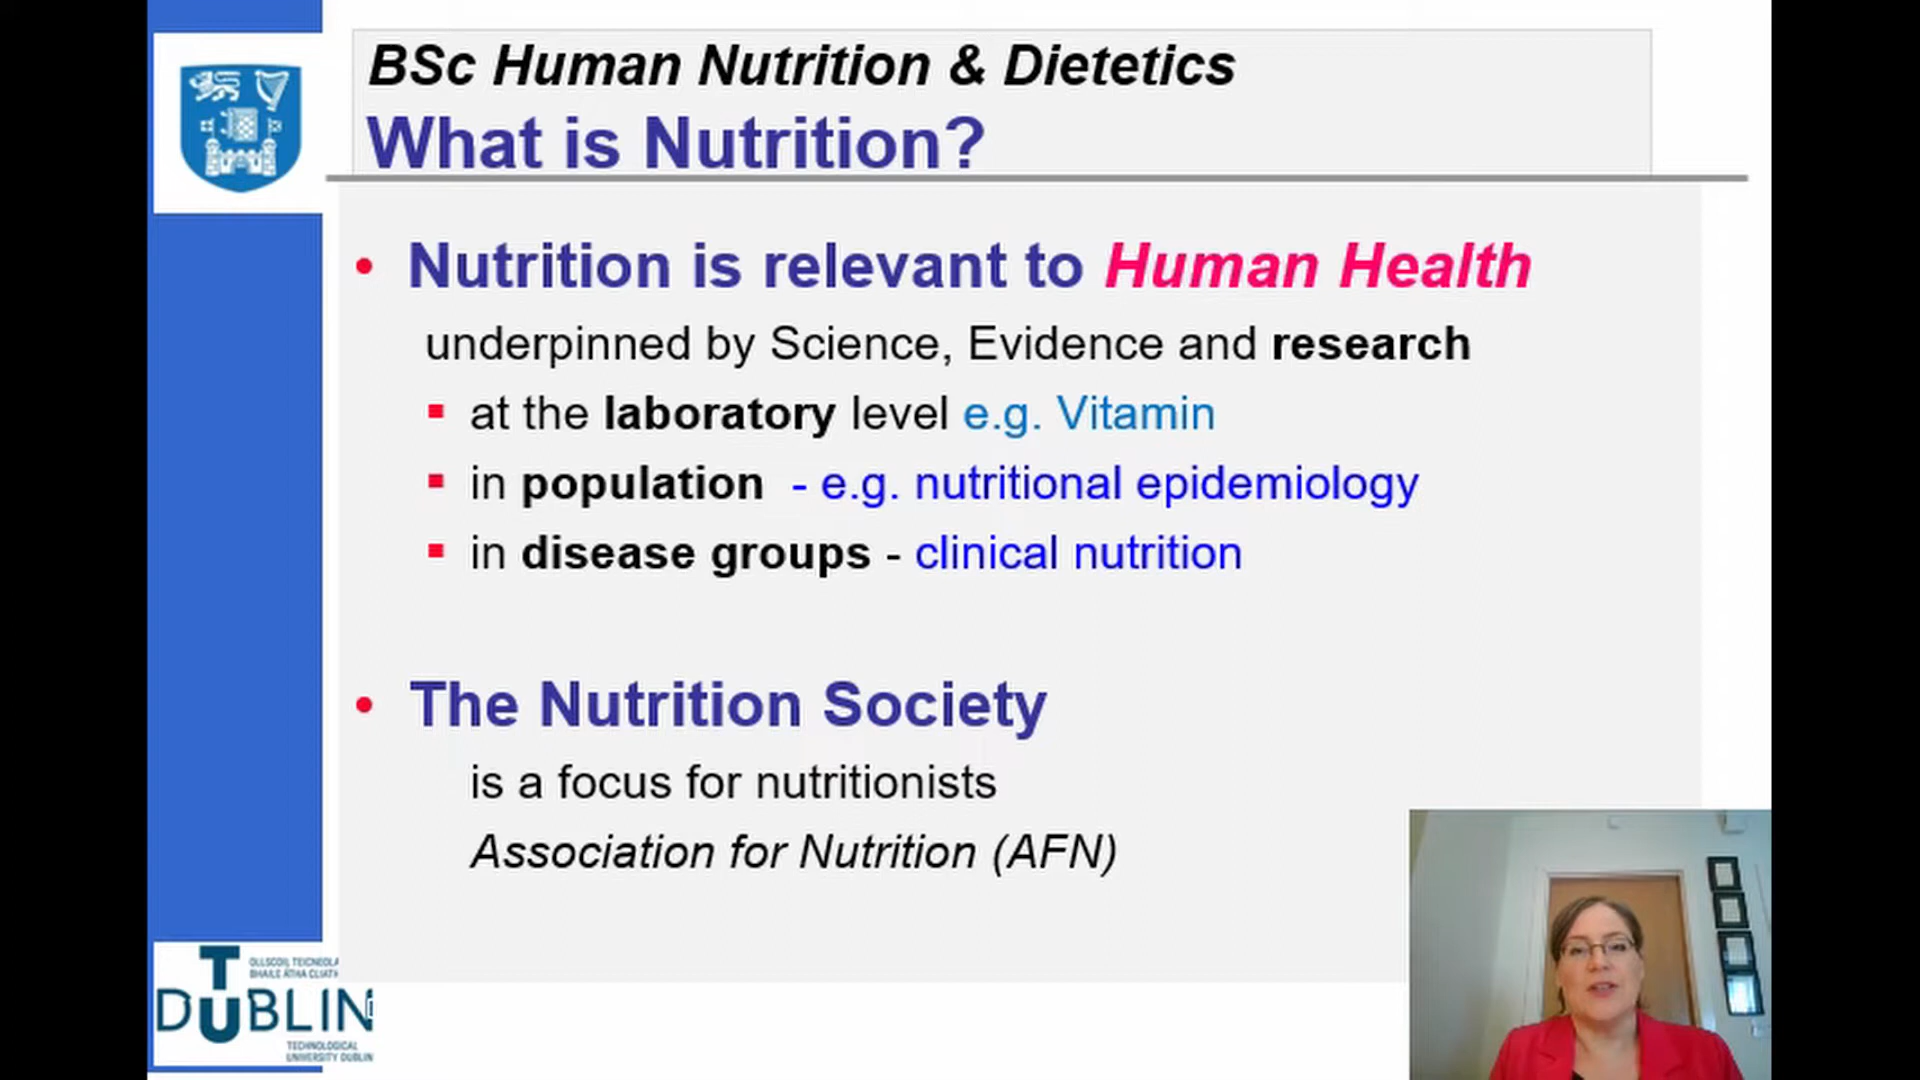 BSc Human Nutrition & Dietetics
What is Nutrition?
• Nutrition is relevant to Human Health
underpinned by Science, Evidence and research
▪ at the laboratory level e.g. Vitamin
▪ in population - e.g. nutritional epidemiology
▪ in disease groups - clinical nutrition
• The Nutrition Society
is a focus for nutritionists
Association for Nutrition (AFN)
OLLSCOIL TEICNEOLA
BHAILE ÁTHA CLIATH
TU DUBLIN
TECHNOLOGICAL
UNIVERSITY DUBLIN